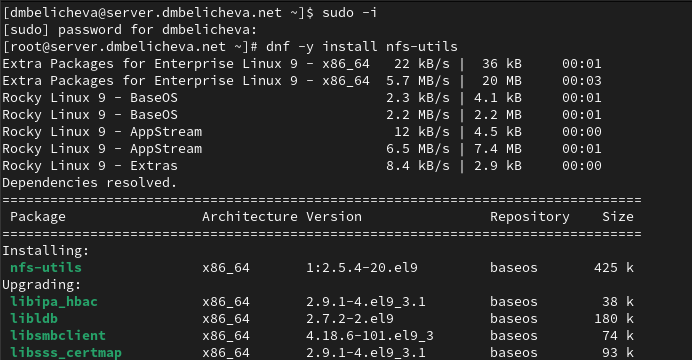 [dmbelicheva@server.dmbelicheva.net ~]$ sudo -i
[sudo] password for dmbelicheva:
[root@server.dmbelicheva.net ~]# dnf -y install nfs-utils
Extra Packages for Enterprise Linux 9 - x86_64   22 kB/s |  36 kB     00:01
Extra Packages for Enterprise Linux 9 - x86_64  5.7 MB/s |  20 MB     00:03
Rocky Linux 9 - BaseOS                          2.3 kB/s | 4.1 kB     00:01
Rocky Linux 9 - BaseOS                          2.2 MB/s | 2.2 MB     00:01
Rocky Linux 9 - AppStream                        12 kB/s | 4.5 kB     00:00
Rocky Linux 9 - AppStream                       6.5 MB/s | 7.4 MB     00:01
Rocky Linux 9 - Extras                          8.4 kB/s | 2.9 kB     00:00
Dependencies resolved.
================================================================================
 Package                 Architecture Version                Repository    Size
================================================================================
Installing:
 nfs-utils               x86_64       1:2.5.4-20.el9         baseos       425 k
Upgrading:
 libipa_hbac             x86_64       2.9.1-4.el9_3.1        baseos        38 k
 libldb                  x86_64       2.7.2-2.el9            baseos       180 k
 libsmbclient            x86_64       4.18.6-101.el9_3       baseos        74 k
 libsss_certmap          x86_64       2.9.1-4.el9_3.1        baseos        93 k